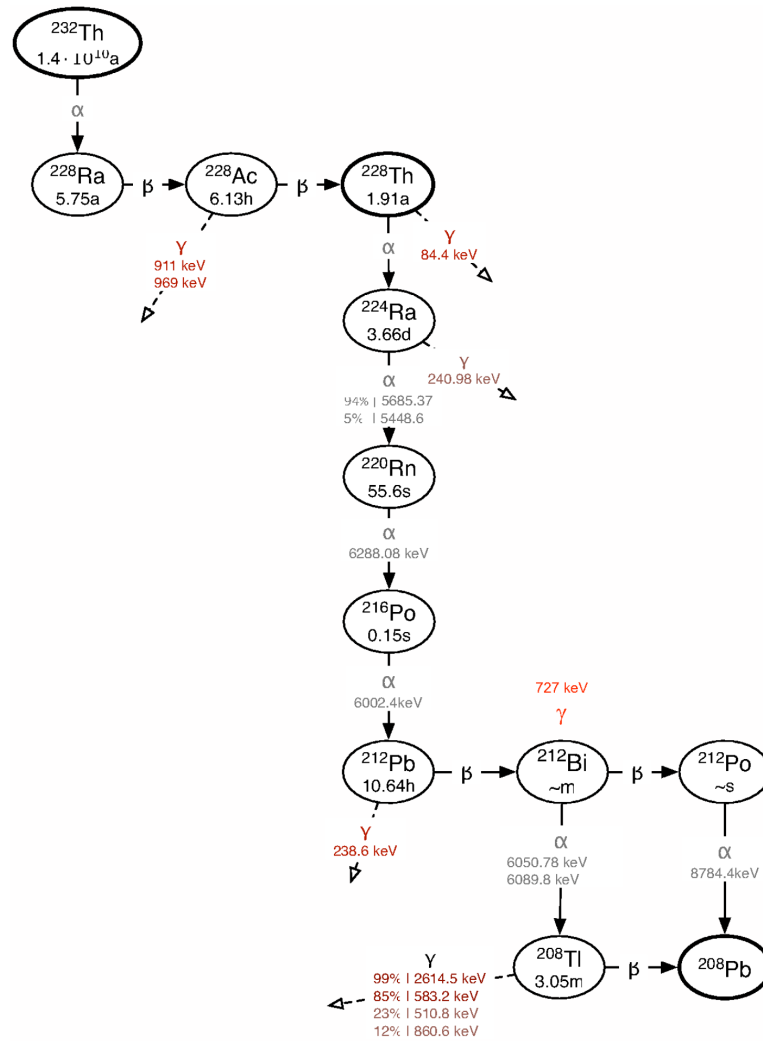 232Th
1.4 · 10^10a
α
228Ra
5.75a
β
228Ac
6.13h
β
228Th
1.91a
γ
911 keV
969 keV
α
γ
84.4 keV
224Ra
3.66d
γ
240.98 keV
α
94% | 5685.37
5% | 5448.6
220Rn
55.6s
α
6288.08 keV
216Po
0.15s
α
6002.4keV
727 keV
γ
212Pb
10.64h
β
212Bi
~m
β
212Po
~s
γ
238.6 keV
α
6050.78 keV
6089.8 keV
α
8784.4keV
γ
99% | 2614.5 keV
85% | 583.2 keV
23% | 510.8 keV
12% | 860.6 keV
208Tl
3.05m
β
208Pb